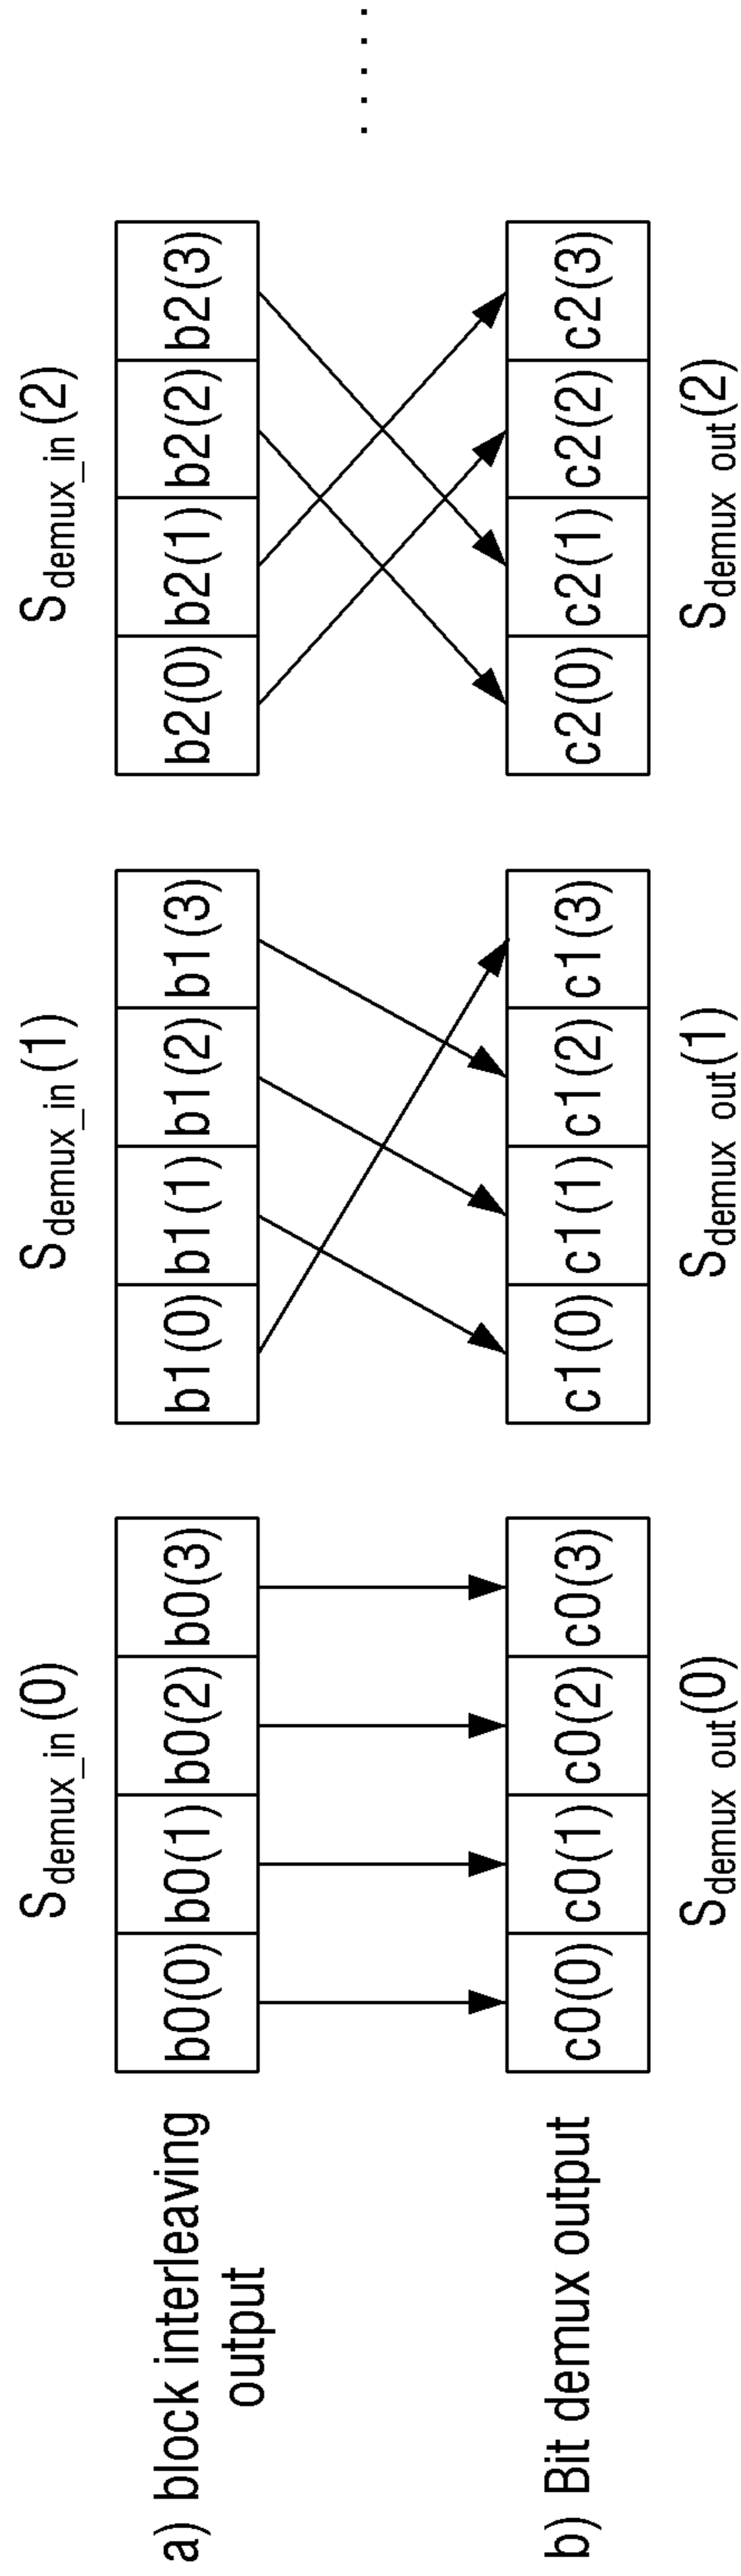 S_demux_in(0) S_demux_in(1) S_demux_in(2)
a) block interleaving
output
b0(0) b0(1) b0(2) b0(3) b1(0) b1(1) b1(2) b1(3) b2(0) b2(1) b2(2) b2(3)
. . . . .
b) Bit demux output
c0(0) c0(1) c0(2) c0(3) c1(0) c1(1) c1(2) c1(3) c2(0) c2(1) c2(2) c2(3)
S_demux out(0) S_demux out(1) S_demux out(2)